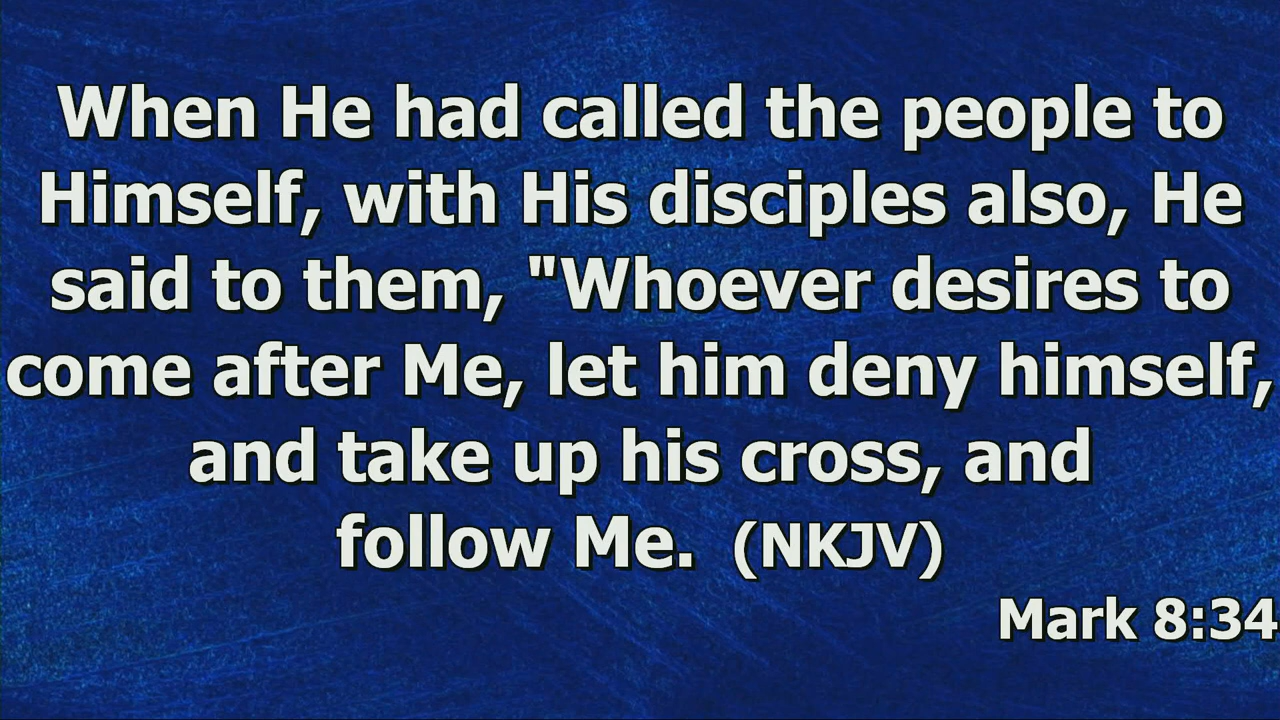 When He had called the people to
Himself, with His disciples also, He
said to them, "Whoever desires to
come after Me, let him deny himself,
and take up his cross, and
follow Me. (NKJV)
Mark 8:34